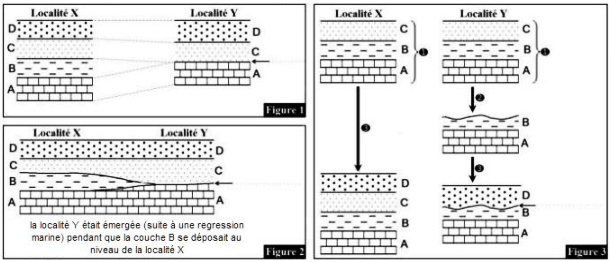 Localité X Localité Y
D D
C C
B
A A
Figure 1
Localité X Localité Y
D D
C C
B
A A
la localité Y était émergée (suite à une regression
marine) pendant que la couche B se déposait au
niveau de la localité X
Figure 2
Localité X Localité Y
C C
B ❶ B ❶
A A
❷
B
A
❸ ❸
D D
C
B B
A A
Figure 3